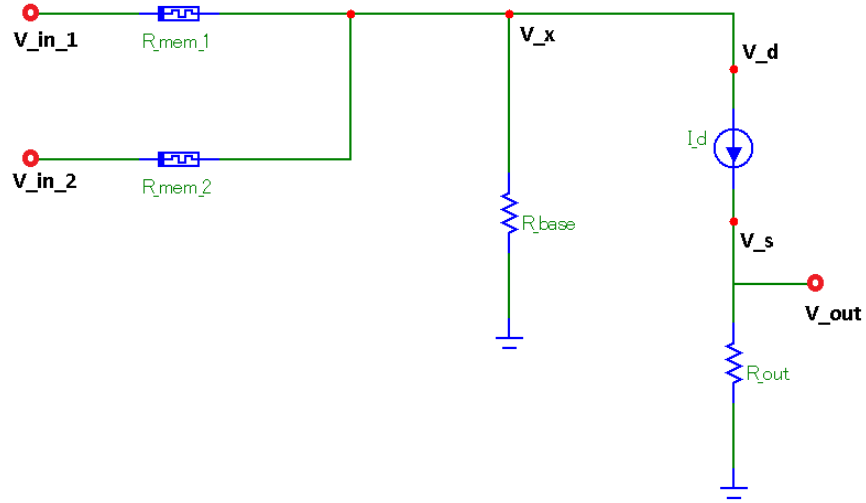 V_in_1
R_mem_1
V_x
V_d
I_d
V_in_2
R_mem_2
R_base
V_s
V_out
R_out